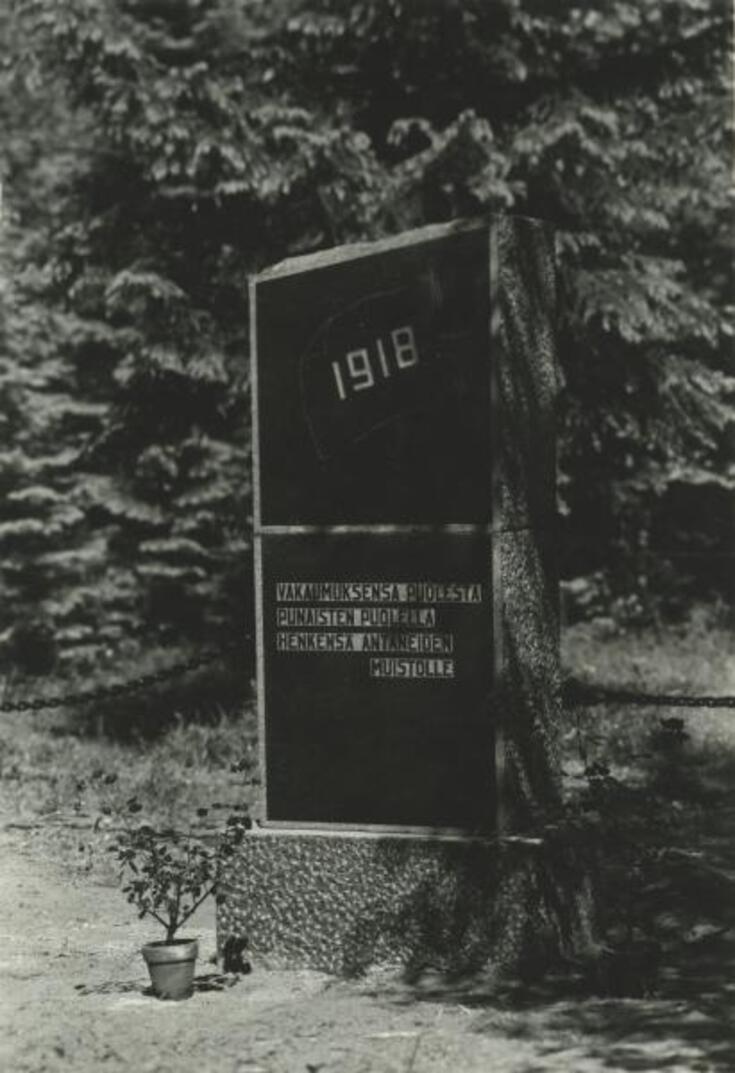 1918
VAKAUMUKSENSA PUOLESTA
PUNAISTEN PUOLELLA
HENKENSÄ ANTANEIDEN
MUISTOLLE